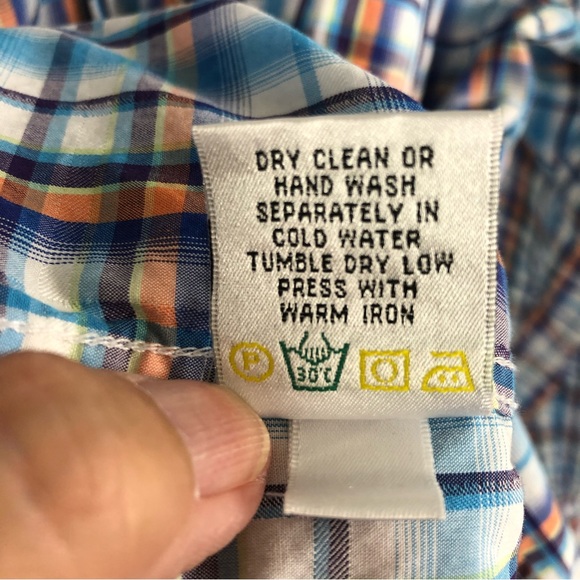 DRY CLEAN OR
HAND WASH
SEPARATELY IN
COLD WATER
TUMBLE DRY LOW
PRESS WITH
WARM IRON
P 30°C